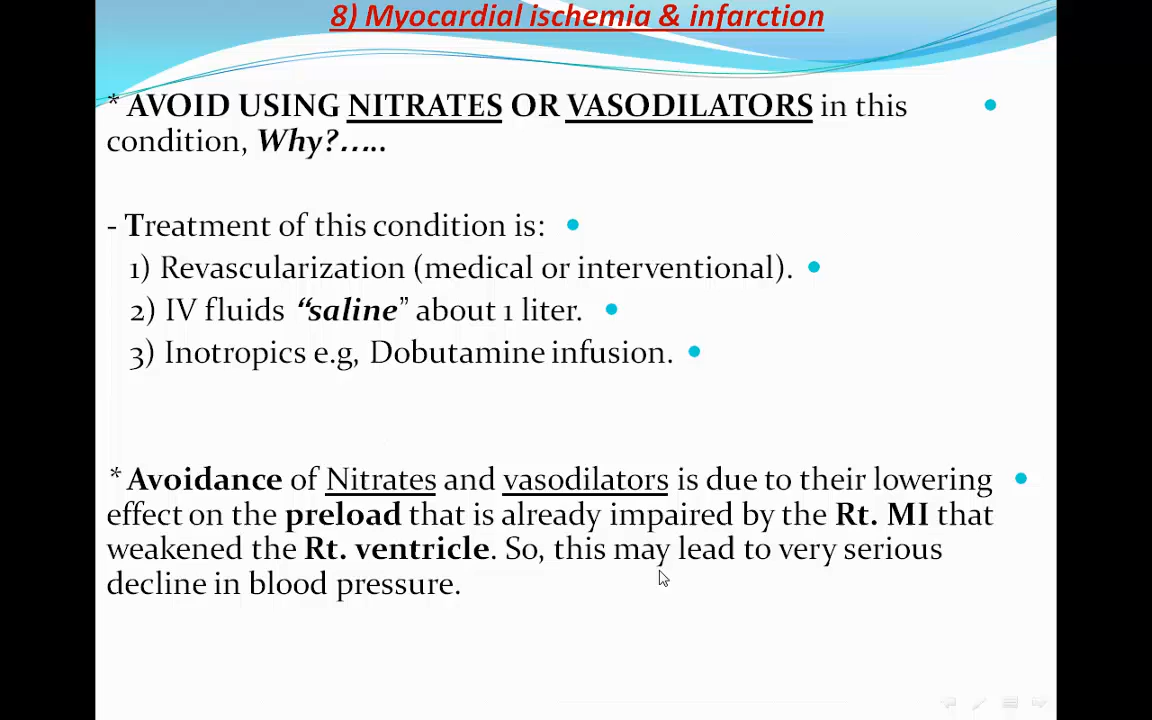 8) Myocardial ischemia & infarction
* AVOID USING NITRATES OR VASODILATORS in this
condition, Why?.....
- Treatment of this condition is:
1) Revascularization (medical or interventional).
2) IV fluids “saline” about 1 liter.
3) Inotropics e.g, Dobutamine infusion.
* Avoidance of Nitrates and vasodilators is due to their lowering
effect on the preload that is already impaired by the Rt. MI that
weakened the Rt. ventricle. So, this may lead to very serious
decline in blood pressure.